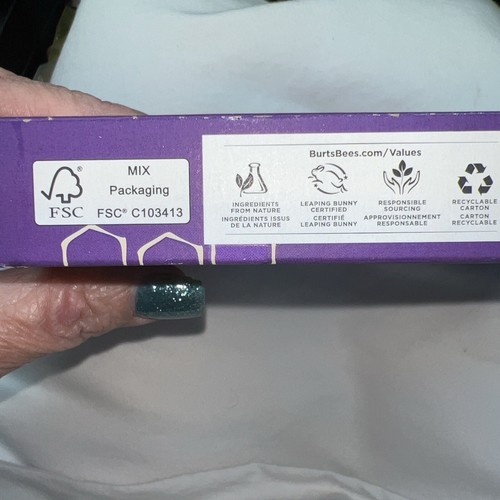 FSC
MIX
Packaging
FSC® C103413
BurtsBees.com/Values
INGREDIENTS
FROM NATURE
INGRÉDIENTS ISSUS
DE LA NATURE
LEAPING BUNNY
CERTIFIED
CERTIFIÉ
LEAPING BUNNY
RESPONSIBLE
SOURCING
APPROVISIONNEMENT
RESPONSABLE
RECYCLABLE
CARTON
CARTON
RECYCLABLE